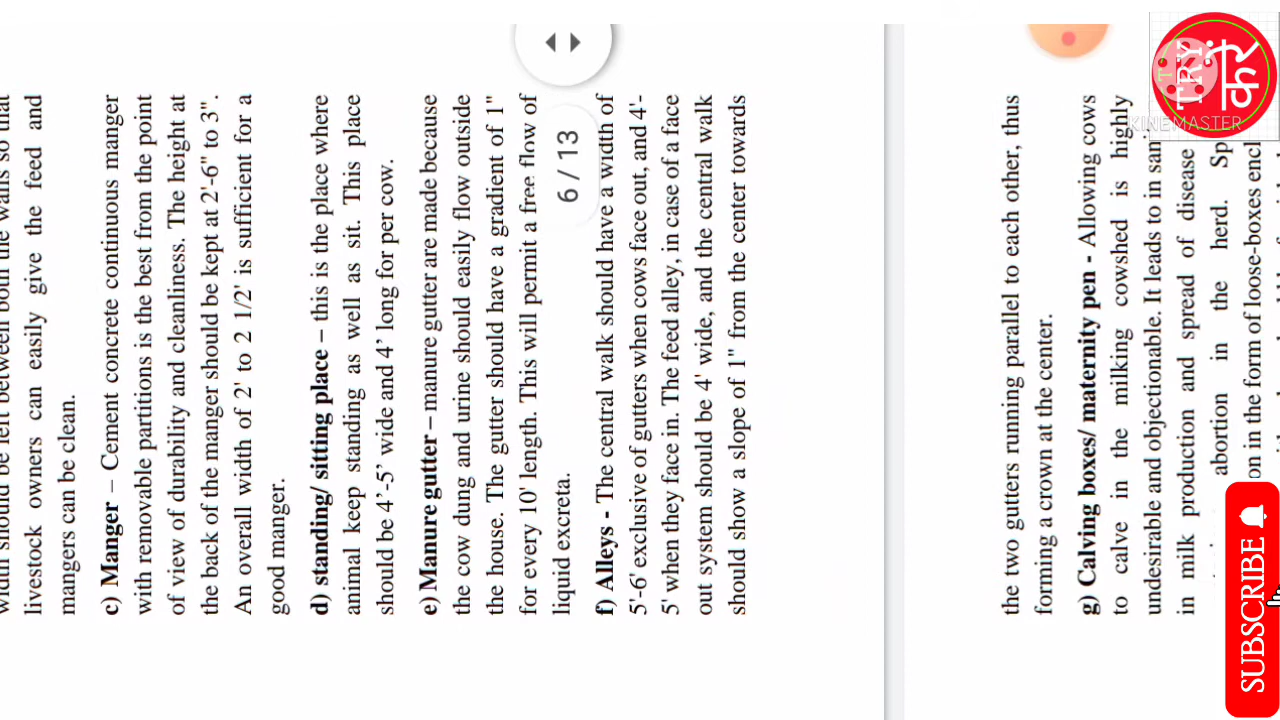 livestock owners can easily give the feed and
mangers can be clean.
c) Manger – Cement concrete continuous manger
with removable partitions is the best from the point
of view of durability and cleanliness. The height at
the back of the manger should be kept at 2'-6" to 3".
An overall width of 2' to 2 1/2' is sufficient for a
good manger.
d) standing/ sitting place – this is the place where
animal keep standing as well as sit. This place
should be 4’-5’ wide and 4’ long for per cow.
e) Manure gutter – manure gutter are made because
the cow dung and urine should easily flow outside
the house. The gutter should have a gradient of 1"
for every 10' length. This will permit a free flow of
liquid excreta.
f) Alleys - The central walk should have a width of
5'-6' exclusive of gutters when cows face out, and 4'-
5' when they face in. The feed alley, in case of a face
out system should be 4' wide, and the central walk
should show a slope of 1" from the center towards
6 / 13
the two gutters running parallel to each other, thus
forming a crown at the center.
g) Calving boxes/ maternity pen - Allowing cows
to calve in the milking cowshed is highly
undesirable and objectionable. It leads to
in milk production and spread of disease
abortion in the herd.
on in the form of loose-boxes
TRY
करें
KINEMASTER
SUBSCRIBE